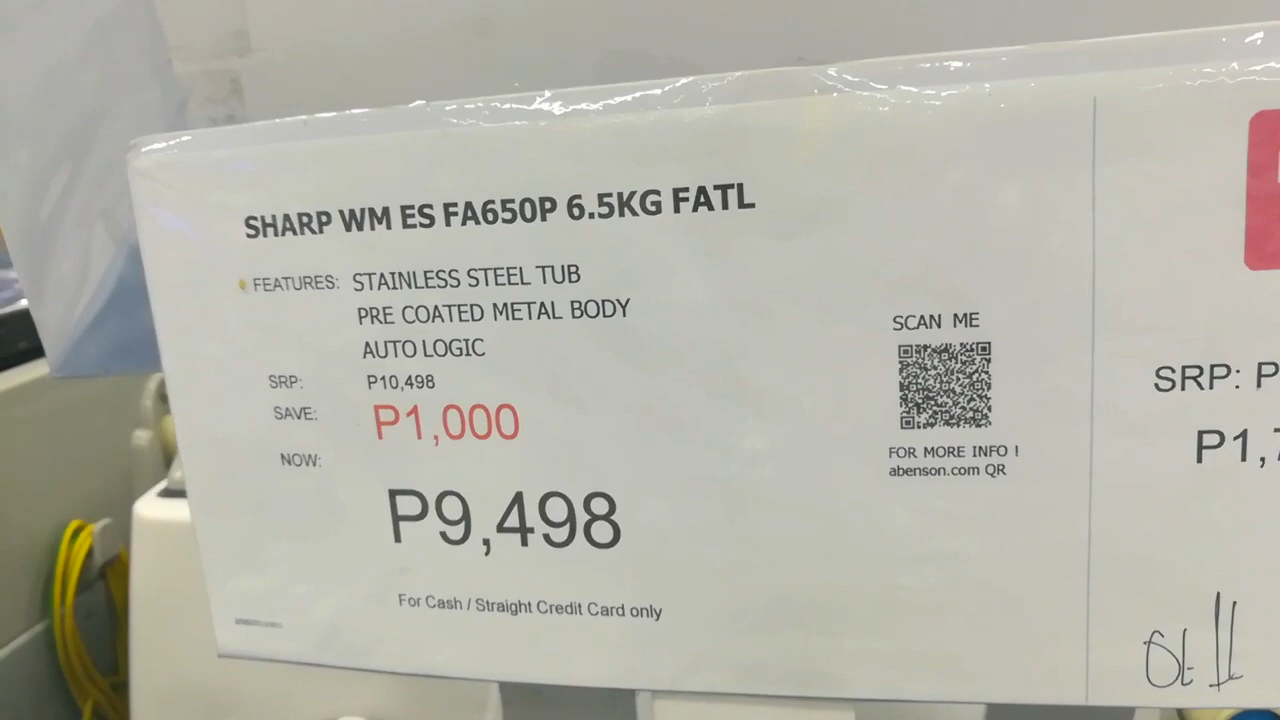 SHARP WM ES FA650P 6.5KG FATL
FEATURES: STAINLESS STEEL TUB
PRE COATED METAL BODY
AUTO LOGIC
SRP: P10,498
SAVE: P1,000
NOW:
P9,498
For Cash / Straight Credit Card only
SCAN ME
FOR MORE INFO !
abenson.com QR
SRP: P
P1,7